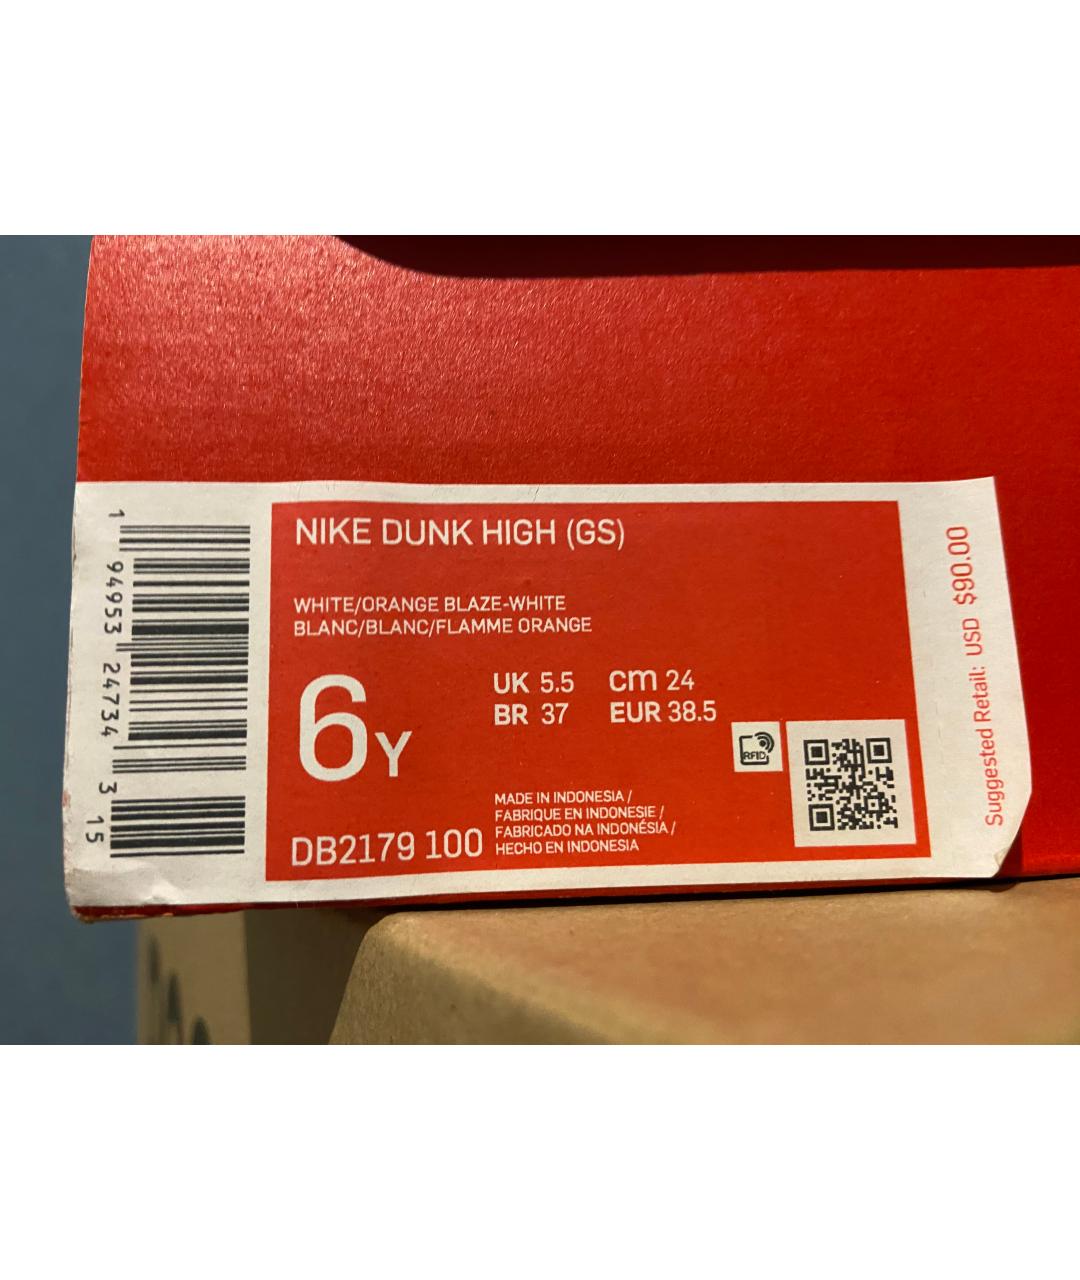 NIKE DUNK HIGH (GS)
WHITE/ORANGE BLAZE-WHITE
BLANC/BLANC/FLAMME ORANGE
6Y
UK 5.5 cm 24
BR 37 EUR 38.5
RFID
MADE IN INDONESIA /
FABRIQUE EN INDONESIE /
FABRICADO NA INDONÉSIA /
HECHO EN INDONESIA
DB2179 100
1 94953 24734 3 15
Suggested Retail: USD $90.00